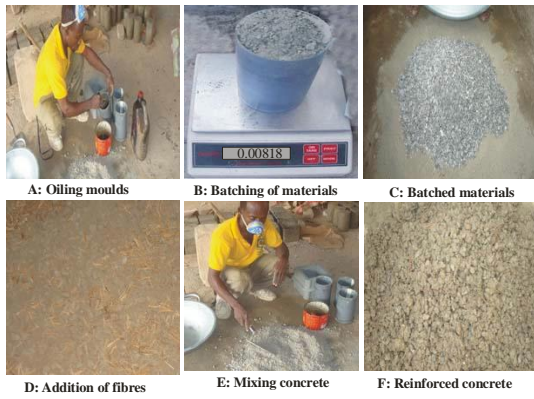 0.00818
A: Oiling moulds
B: Batching of materials
C: Batched materials
D: Addition of fibres
E: Mixing concrete
F: Reinforced concrete